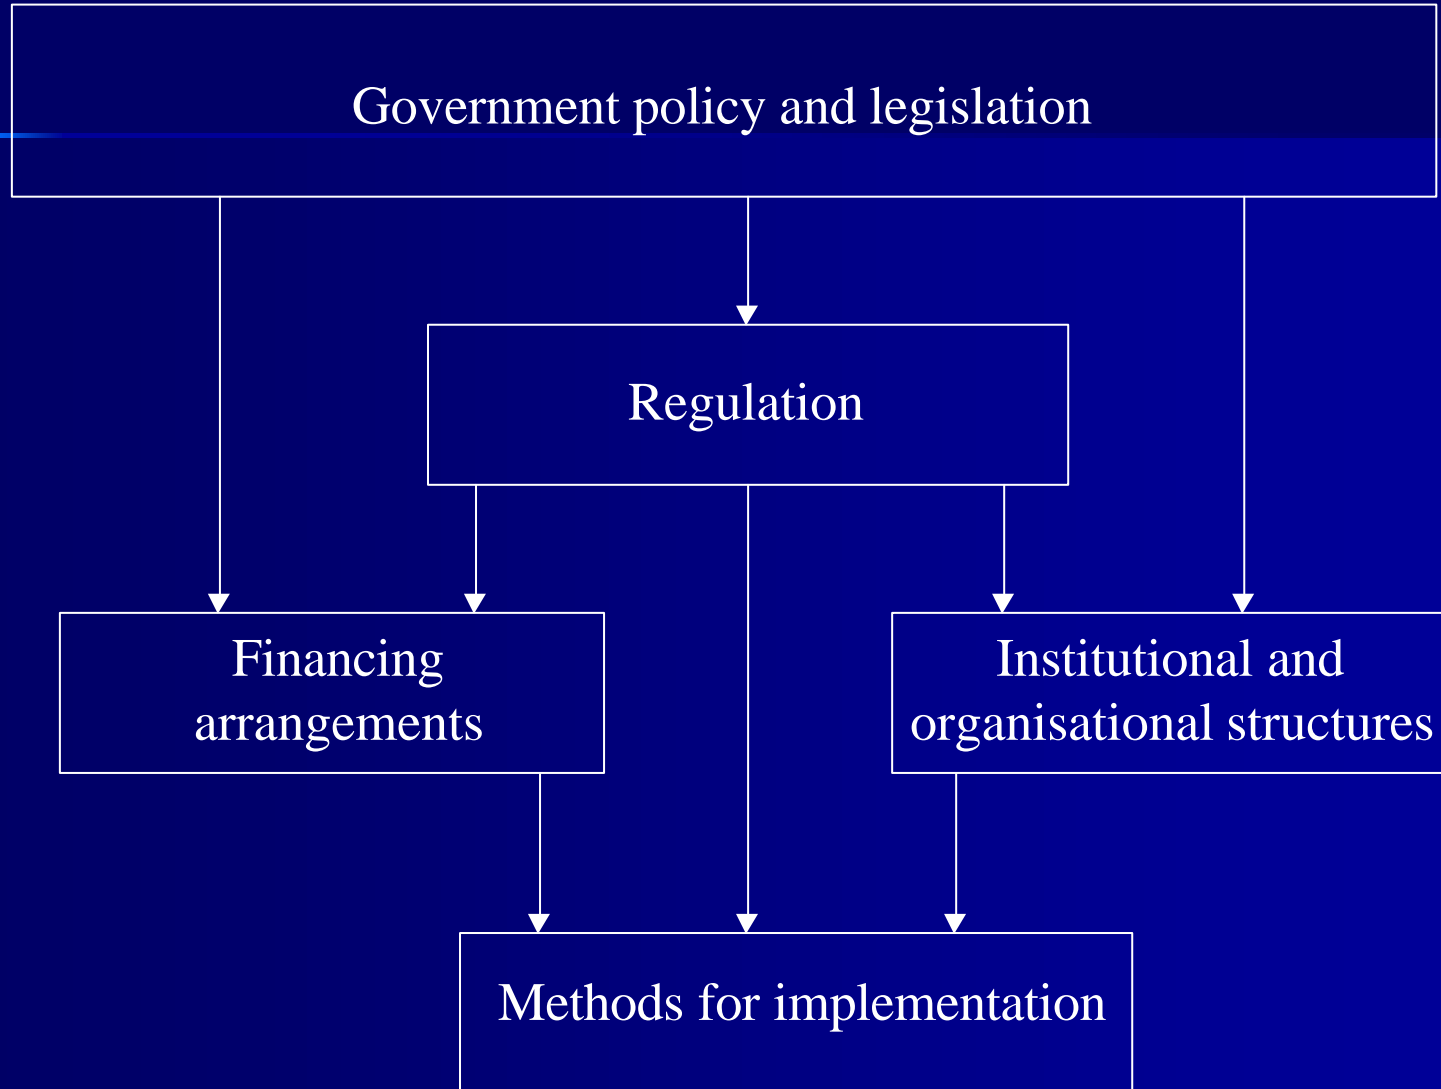 Government policy and legislation
Regulation
Financing
arrangements
Institutional and
organisational structures
Methods for implementation